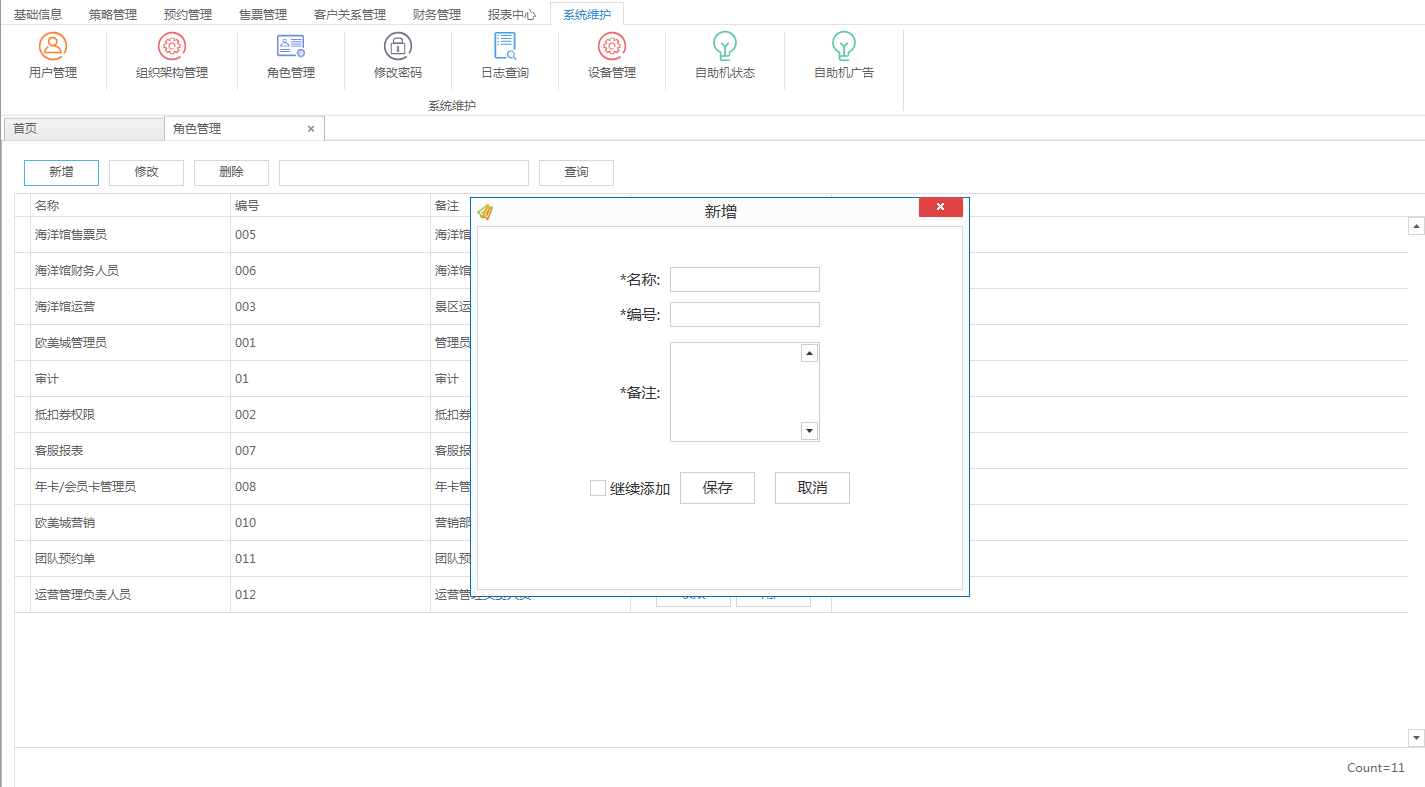 基础信息 策略管理 预约管理 售票管理 客户关系管理 财务管理 报表中心 系统维护
用户管理 组织架构管理 角色管理 修改密码 日志查询 设备管理 自助机状态 自助机广告
系统维护
首页 角色管理 ×
新增 修改 删除 查询
名称 编号 备注
海洋馆售票员 005 海洋馆
海洋馆财务人员 006 海洋馆
海洋馆运营 003 景区运
欧美城管理员 001 管理员
审计 01 审计
抵扣券权限 002 抵扣券
客服报表 007 客服报
年卡/会员卡管理员 008 年卡管
欧美城营销 010 营销部
团队预约单 011 团队预
运营管理负责人员 012 运营管理负责人员
新增
*名称:
*编号:
*备注:
继续添加 保存 取消
Count=11